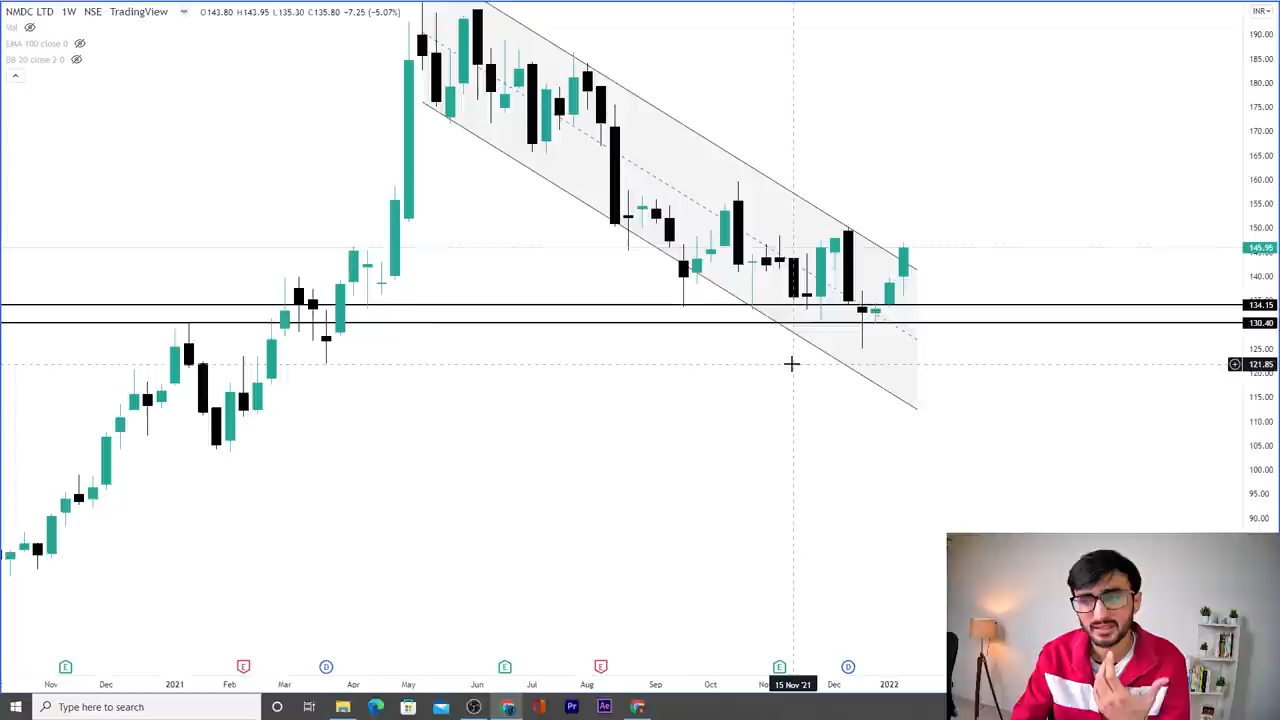 NMDC LTD 1W NSE TradingView O143.80 H143.95 L135.30 C135.80 +7.25 (-5.07%) INR
Vol
EMA 100 close 0
BB 20 close 2 0
190.00
185.00
180.00
175.00
170.00
165.00
160.00
155.00
150.00
145.95
140.00
134.15
130.40
125.00
121.85
115.00
110.00
105.00
100.00
95.00
90.00
E E D E E E D
Nov Dec 2021 Feb Mar Apr May Jun Jul Aug Sep Oct 15 Nov '21 Dec 2022
Type here to search
Pr Ae